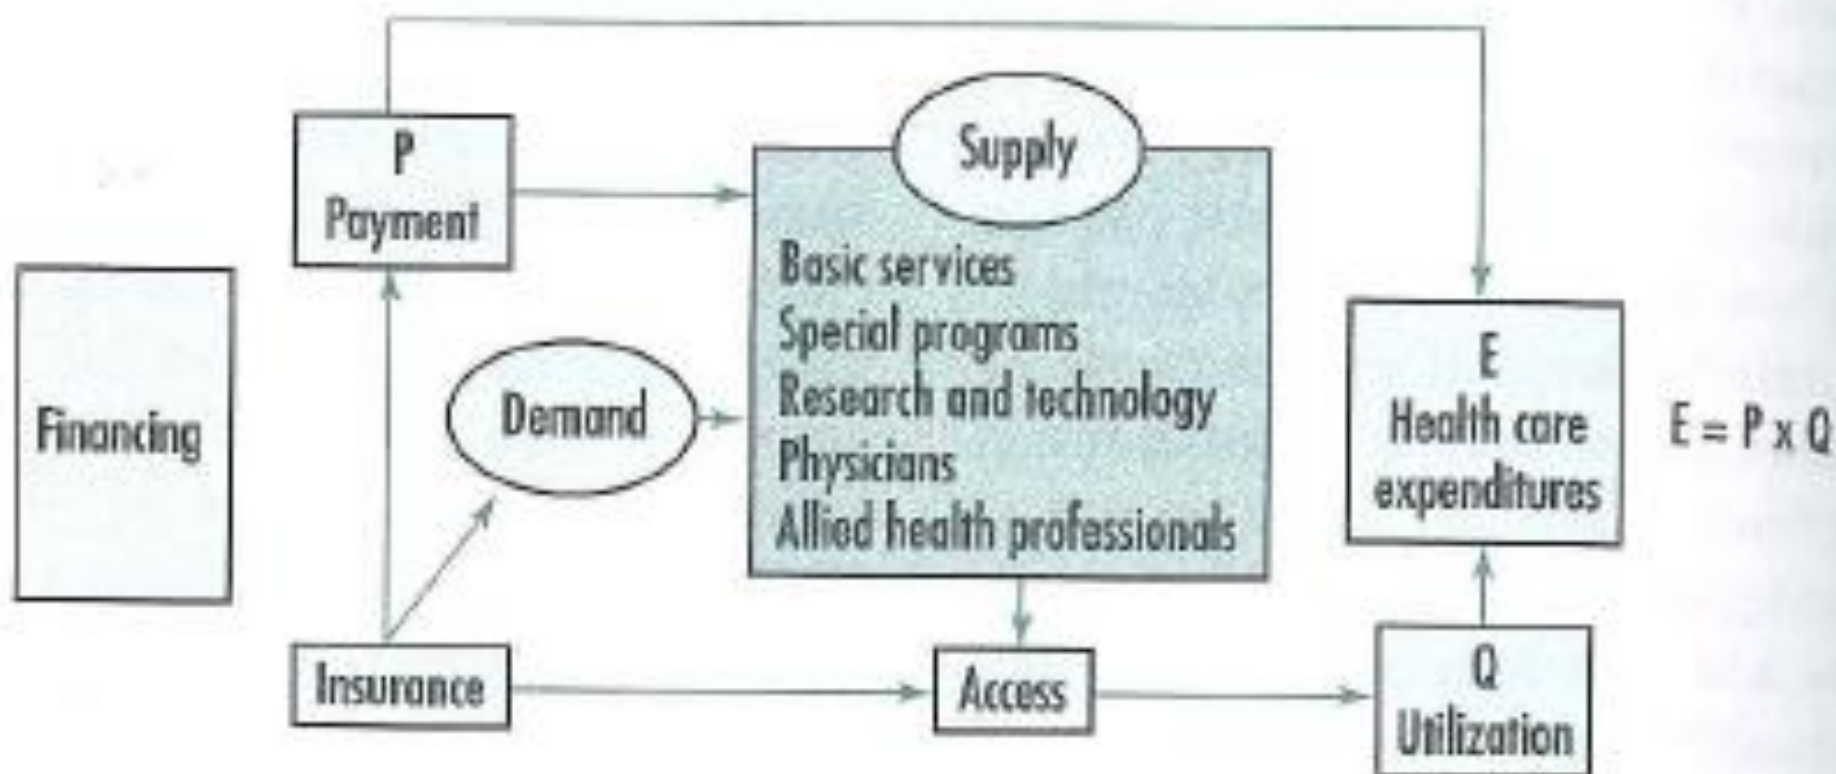 P
Payment
Supply
Financing
Demand
Basic services
Special programs
Research and technology
Physicians
Allied health professionals
E
Health care
expenditures
E = P x Q
Insurance
Access
Q
Utilization